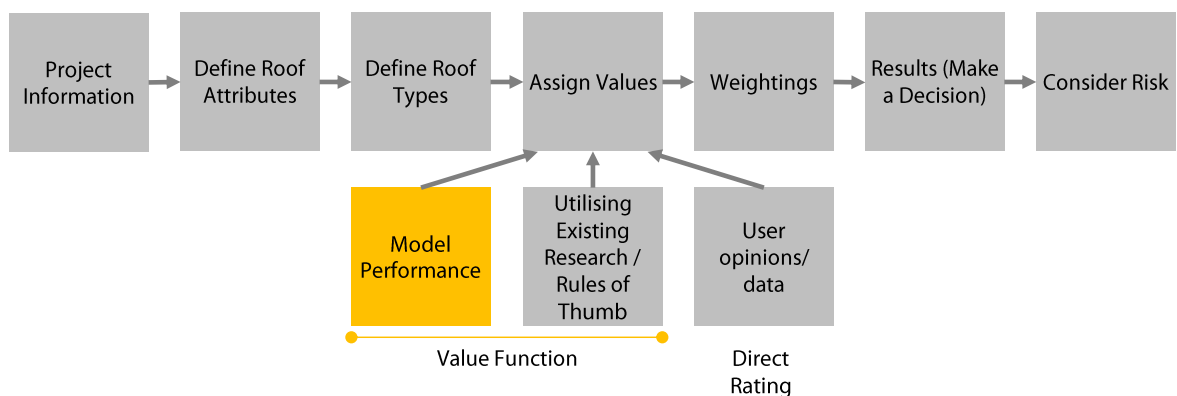 Project
Information
Define Roof
Attributes
Define Roof
Types
Assign Values
Weightings
Results (Make
a Decision)
Consider Risk
Model
Performance
Utilising
Existing
Research /
Rules of
Thumb
User
opinions/
data
Value Function
Direct
Rating